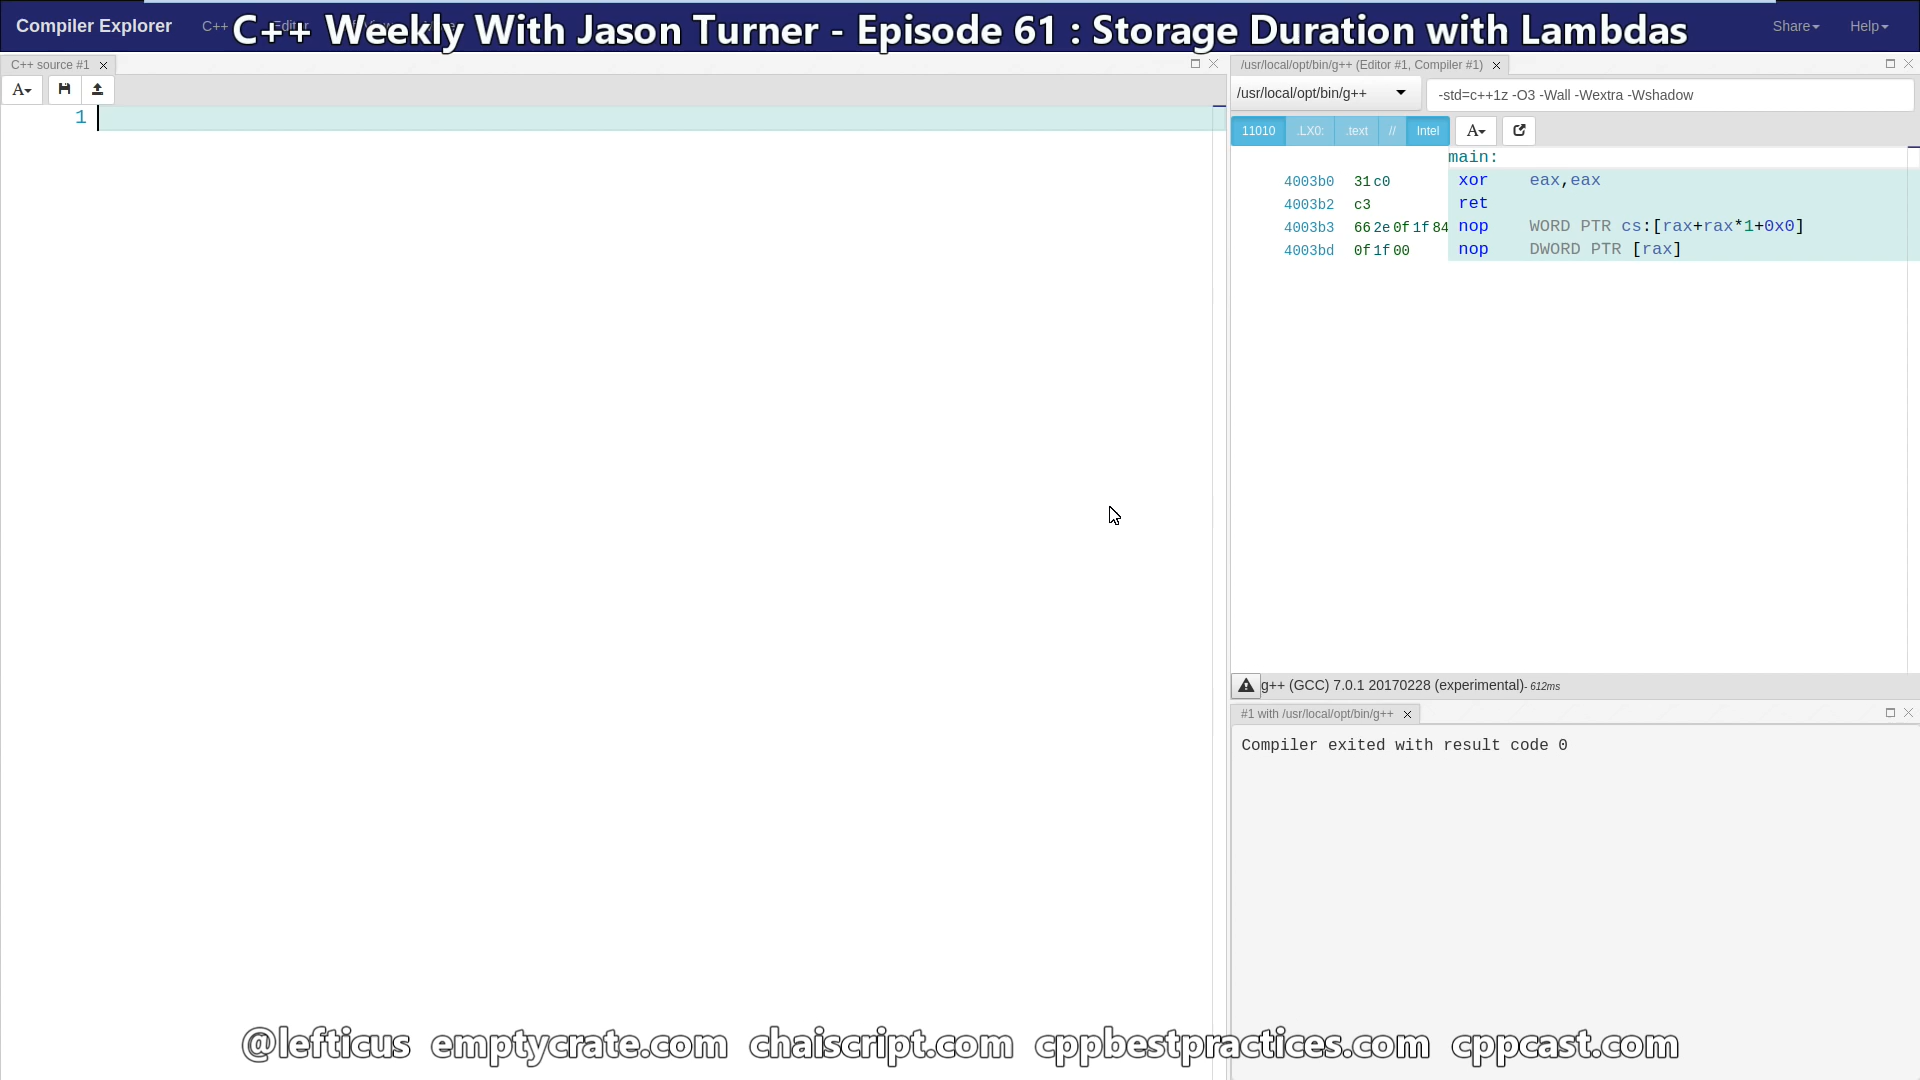 Compiler Explorer C++ C++ Weekly With Jason Turner - Episode 61 : Storage Duration with Lambdas Share Help
C++ source #1
A
1
/usr/local/opt/bin/g++ (Editor #1, Compiler #1)
/usr/local/opt/bin/g++ -std=c++1z -O3 -Wall -Wextra -Wshadow
11010 .LX0: .text // Intel A
main:
4003b0 31 c0 xor eax,eax
4003b2 c3 ret
4003b3 66 2e 0f 1f 84 nop WORD PTR cs:[rax+rax*1+0x0]
4003bd 0f 1f 00 nop DWORD PTR [rax]
g++ (GCC) 7.0.1 20170228 (experimental)- 612ms
#1 with /usr/local/opt/bin/g++
Compiler exited with result code 0
@lefticus emptycrate.com chaiscript.com cppbestpractices.com cppcast.com